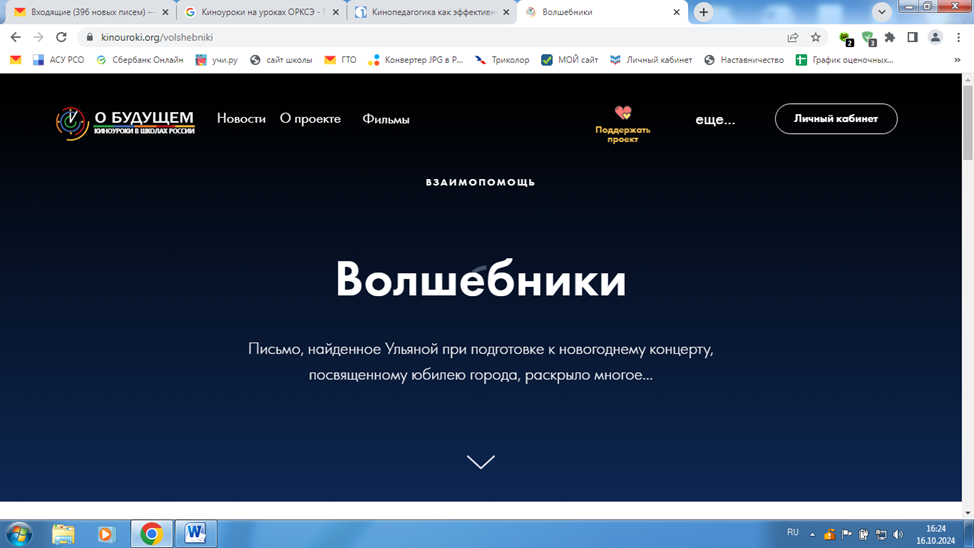 Входящие (396 новых писем) —
Киноуроки на уроках ОРКСЭ - 
Кинопедагогика как эффективн
Волшебники
kinouroki.org/volshebniki
2
3
АСУ РСО
Сбербанк Онлайн
учи.ру
сайт школы
ГТО
Конвертер JPG в P...
Триколор
МОЙ сайт
Личный кабинет
Наставничество
График оценочных...
»
О БУДУЩЕМ
КИНОУРОКИ В ШКОЛАХ РОССИИ
Новости
О проекте
Фильмы
Поддержать
проект
еще...
Личный кабинет
ВЗАИМОПОМОЩЬ
Волшебники
Письмо, найденное Ульяной при подготовке к новогоднему концерту,
посвященному юбилею города, раскрыло многое...
RU
16:24
16.10.2024